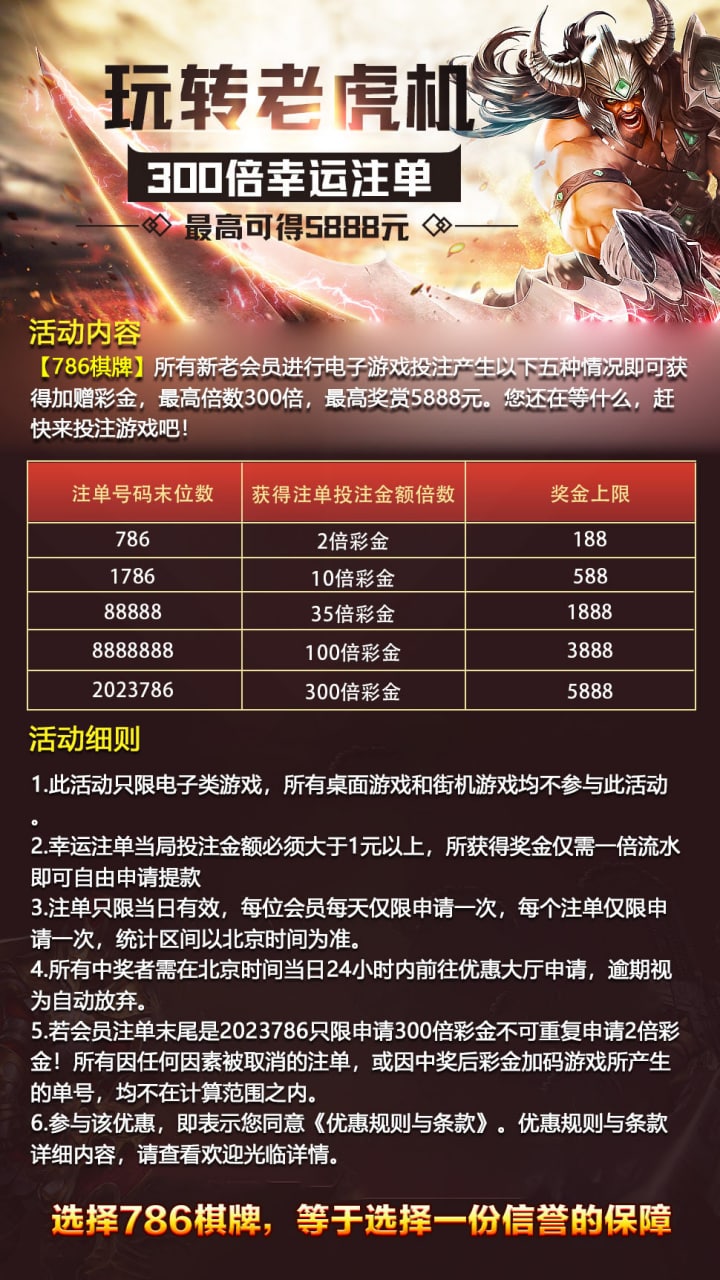 玩转老虎机
300倍幸运注单
最高可得5888元
活动内容
【786棋牌】所有新老会员进行电子游戏投注产生以下五种情况即可获
得加赠彩金，最高倍数300倍，最高奖赏5888元。您还在等什么，赶
快来投注游戏吧！
注单号码末位数 获得注单投注金额倍数 奖金上限
786 2倍彩金 188
1786 10倍彩金 588
88888 35倍彩金 1888
8888888 100倍彩金 3888
2023786 300倍彩金 5888
活动细则
1.此活动只限电子类游戏，所有桌面游戏和街机游戏均不参与此活动
。
2.幸运注单当局投注金额必须大于1元以上，所获得奖金仅需一倍流水
即可自由申请提款
3.注单只限当日有效，每位会员每天仅限申请一次，每个注单仅限申
请一次，统计区间以北京时间为准。
4.所有中奖者需在北京时间当日24小时内前往优惠大厅申请，逾期视
为自动放弃。
5.若会员注单末尾是2023786只限申请300倍彩金不可重复申请2倍彩
金！所有因任何因素被取消的注单，或因中奖后彩金加码游戏所产生
的单号，均不在计算范围之内。
6.参与该优惠，即表示您同意《优惠规则与条款》。优惠规则与条款
详细内容，请查看欢迎光临详情。
选择786棋牌，等于选择一份信誉的保障